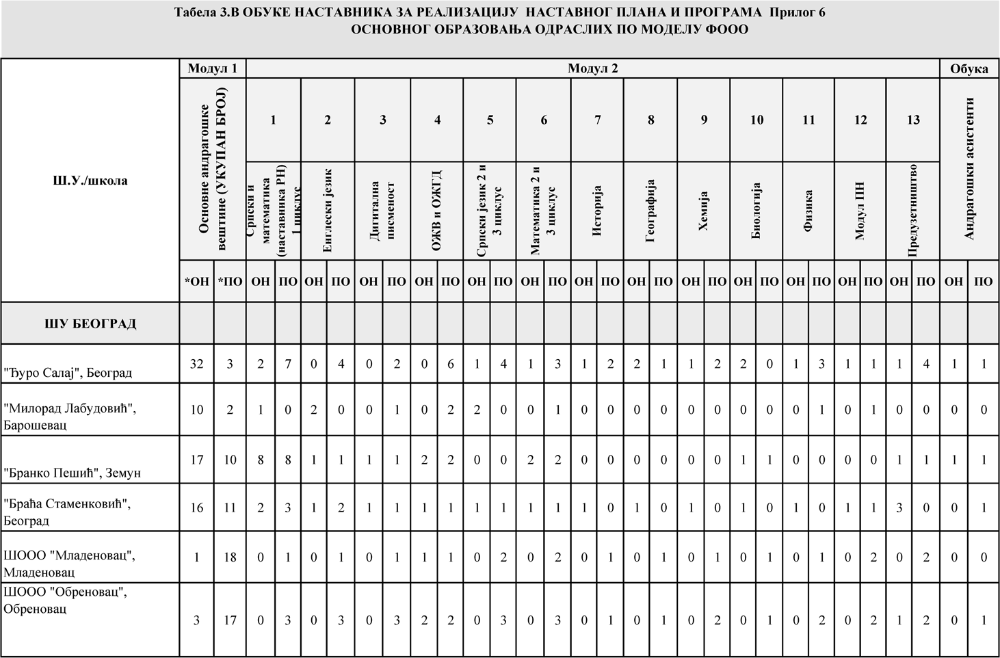 Табела 3.В ОБУКЕ НАСТАВНИКА ЗА РЕАЛИЗАЦИЈУ НАСТАВНОГ ПЛАНА И ПРОГРАМА Прилог 6
ОСНОВНОГ ОБРАЗОВАЊА ОДРАСЛИХ ПО МОДЕЛУ ФООО
Ш.У./школа
Модул 1 Модул 2 Обука
Основне андрагошке
вештине (УКУПАН БРОЈ)
1 2 3 4 5 6 7 8 9 10 11 12 13
Српски и
математика
(наставника РН)
1 циклус
Енглески језик
Дигитална
писменост
ОЖВ и ОЖГД
Српски језик 2 и
3 циклус
Математика 2 и
3 циклус
Историја
Географија
Хемија
Биологија
Физика
Модул ПН
Предузетништво
Андрагошки асистенти
*ОН *ПО ОН ПО ОН ПО ОН ПО ОН ПО ОН ПО ОН ПО ОН ПО ОН ПО ОН ПО ОН ПО ОН ПО ОН ПО ОН ПО ОН ПО
ШУ БЕОГРАД
"Ђуро Салај", Београд 32 3 2 7 0 4 0 2 0 6 1 4 1 3 1 2 2 1 1 2 2 0 1 3 1 1 1 4 1 1
"Милорад Лабудовић",
Барошевац 10 2 1 0 2 0 0 1 0 2 2 0 0 1 0 0 0 0 0 0 0 0 0 1 0 1 0 0 0 0
"Бранко Пешић", Земун 17 10 8 8 1 1 1 1 2 2 0 0 2 2 0 0 0 0 0 0 1 1 0 0 0 0 1 1 1 1
"Браћа Стаменковић",
Београд 16 11 2 3 1 2 1 1 1 1 1 1 1 1 1 0 1 0 1 0 1 0 1 0 1 1 3 0 0 1
ШООО "Младеновац",
Младеновац 1 18 0 1 0 1 0 1 1 1 0 2 0 2 0 1 0 1 0 1 0 1 0 1 0 2 0 2 0 0
ШООО "Обреновац",
Обреновац
3 17 0 3 0 3 0 3 2 2 0 3 0 3 0 1 0 1 0 2 0 1 0 2 0 2 1 2 0 1